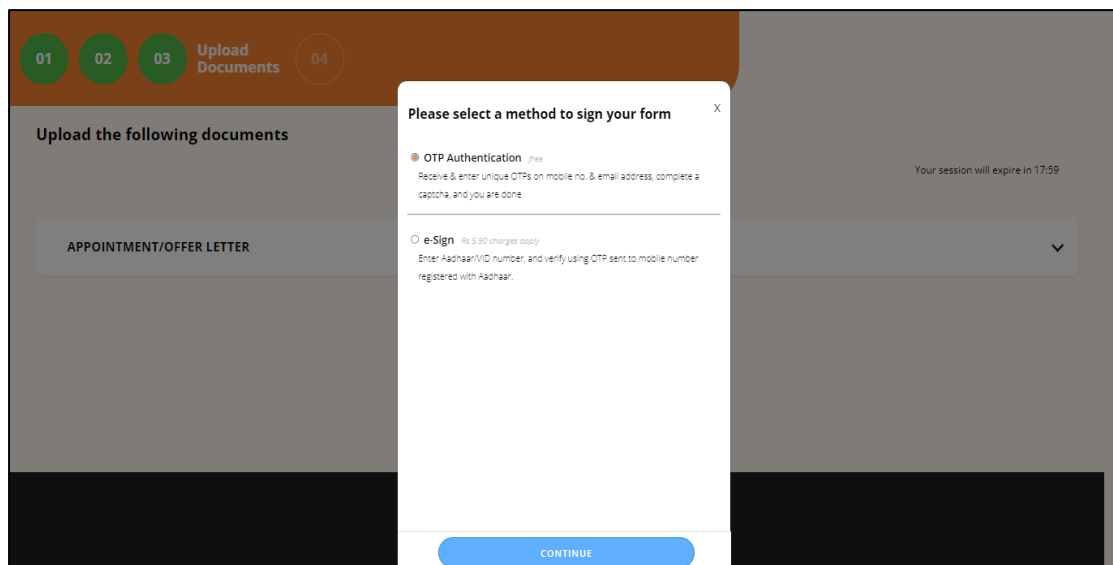 01
02
03
Upload
Documents
04
Upload the following documents
Your session will expire in 17:59
APPOINTMENT/OFFER LETTER
Please select a method to sign your form
X
OTP Authentication free
Receive & enter unique OTPs on mobile no. & email address, complete a
captcha, and you are done
e-Sign Rs 5.90 charges apply
Enter Aadhaar/VID number, and verify using OTP sent to mobile number
registered with Aadhaar.
CONTINUE